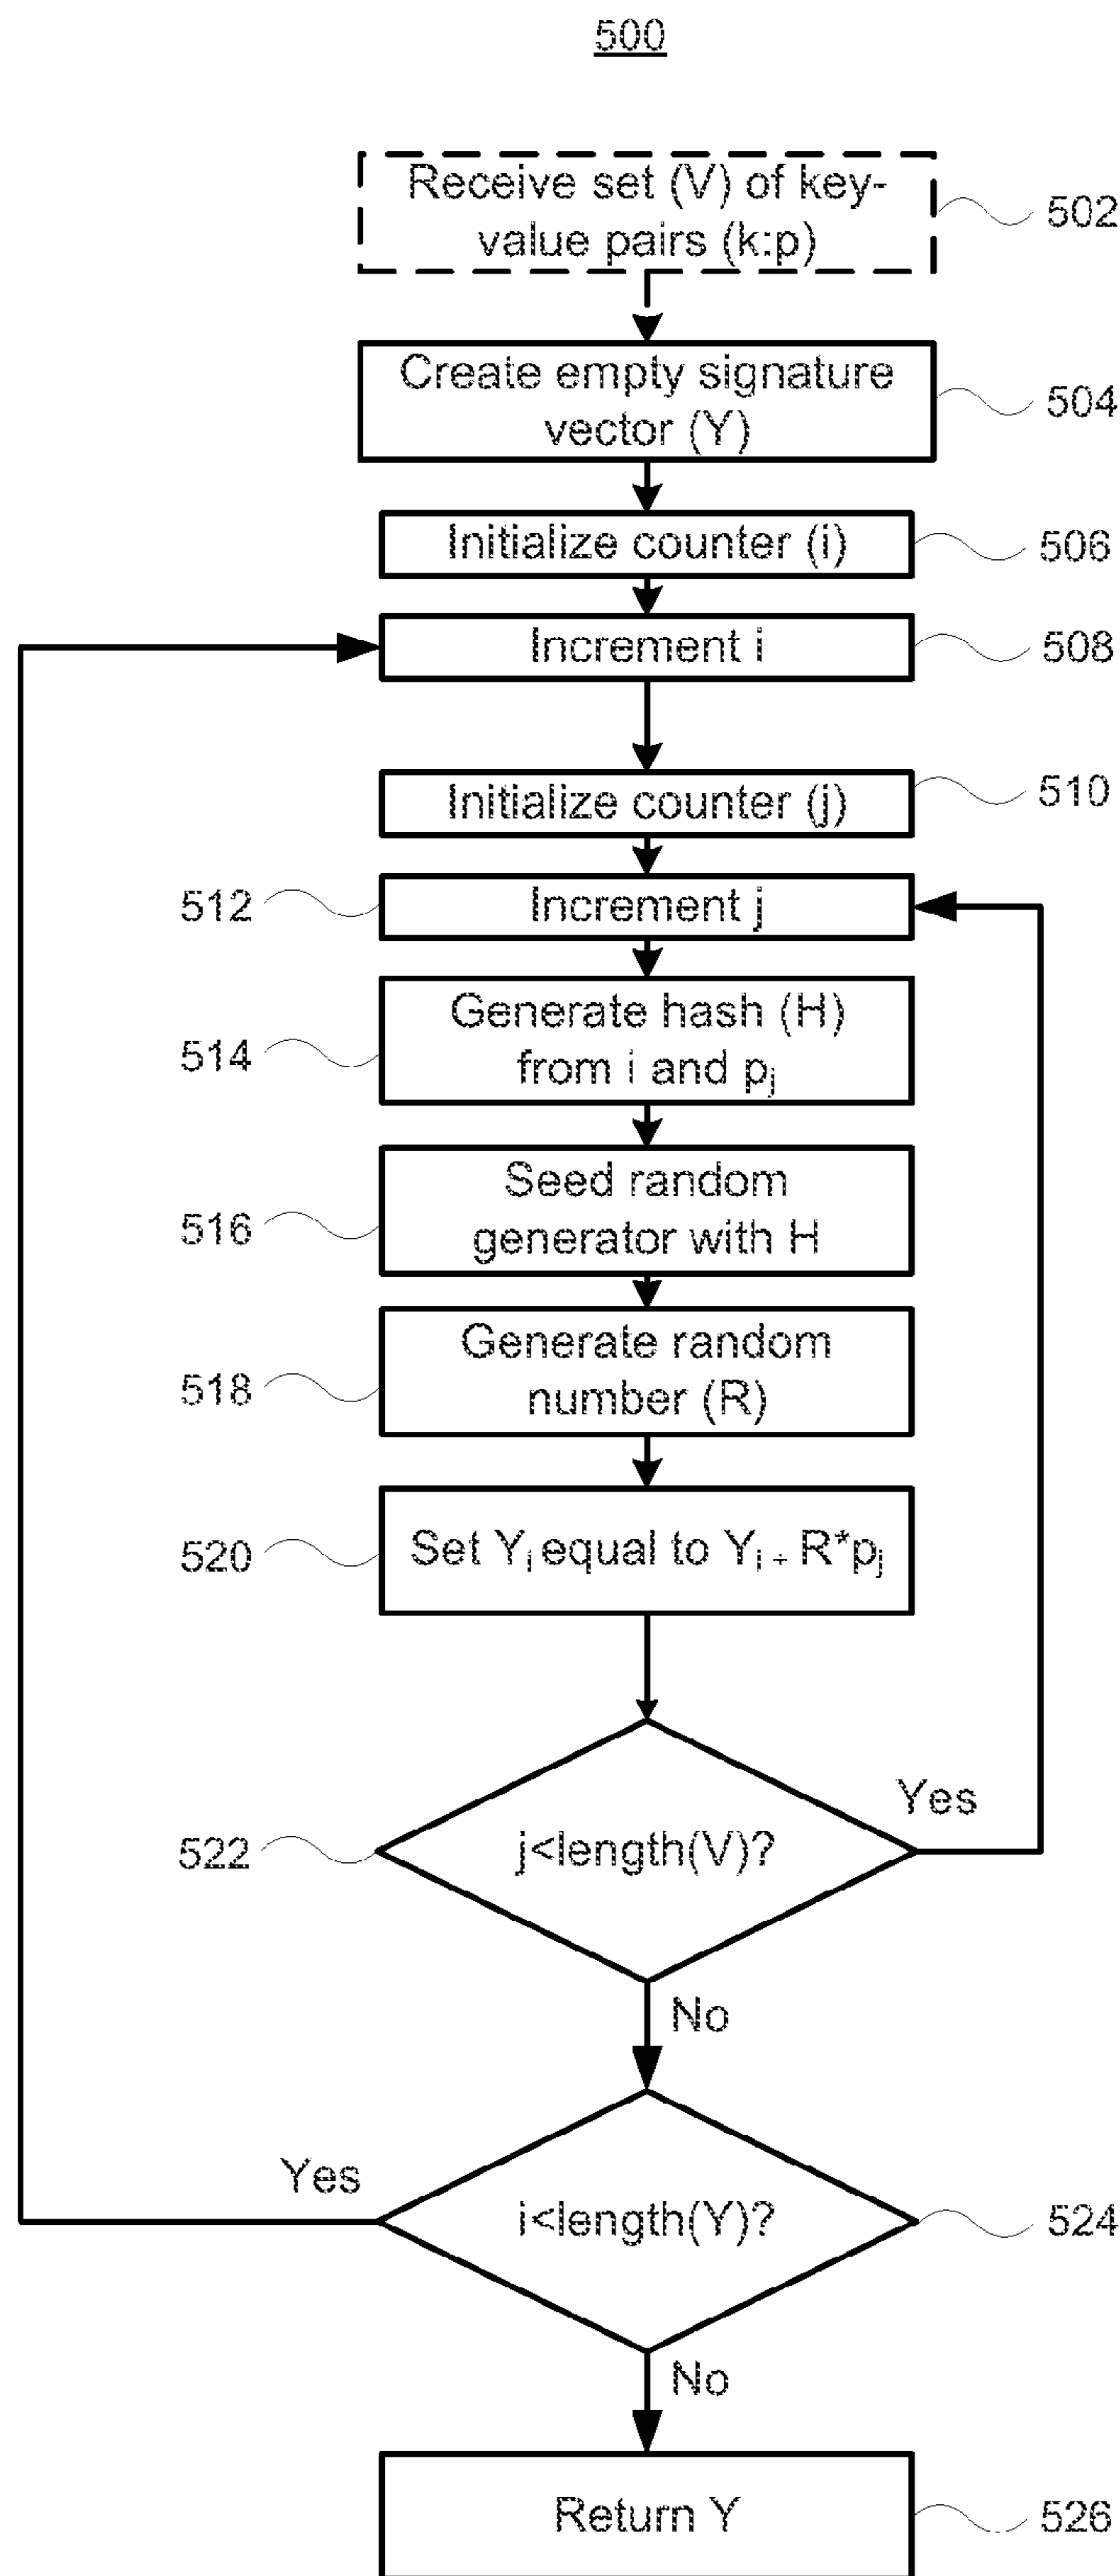 500
Receive set (V) of key-
value pairs (k:p)
502
Create empty signature
vector (Y)
504
Initialize counter (i)
506
Increment i
508
Initialize counter (j)
510
Increment j
512
Generate hash (H)
from i and pj
514
Seed random
generator with H
516
Generate random
number (R)
518
Set Yi equal to Yi + R*pj
520
j<length(V)?
522
Yes
No
i<length(Y)?
524
Yes
No
Return Y
526